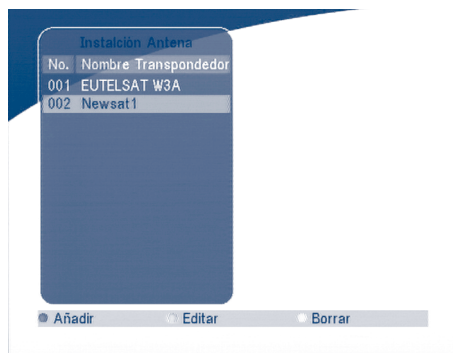 Instalción Antena
No. Nombre Transpondedor
001 EUTELSAT W3A
002 Newsat1
Añadir Editar Borrar